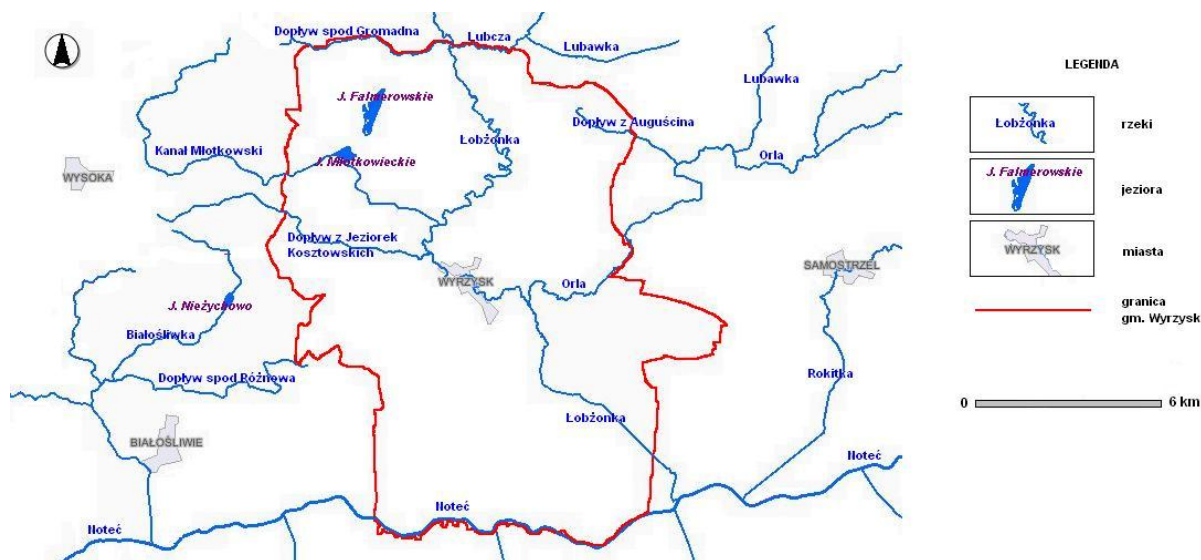 Dopływ spod Gromadna
Lubcza
Lubawka
Lubawka
J. Falmerowskie
Dopływ z Auguścina
Łobżonka
Kanał Młotkowski
J. Młotkowieckie
Orla
WYSOKA
Dopływ z Jeziorek
Kosztowskich
SAMOSTRZEL
WYRZYSK
Orla
J. Nieżychowo
Białośliwka
Dopływ spod Różnowa
Rokitka
Łobżonka
BIAŁOŚLIWIE
Noteć
Noteć
Noteć
LEGENDA
Łobżonka
rzeki
J. Falmerowskie
jeziora
WYRZYSK
miasta
granica
gm. Wyrzysk
0 6 km